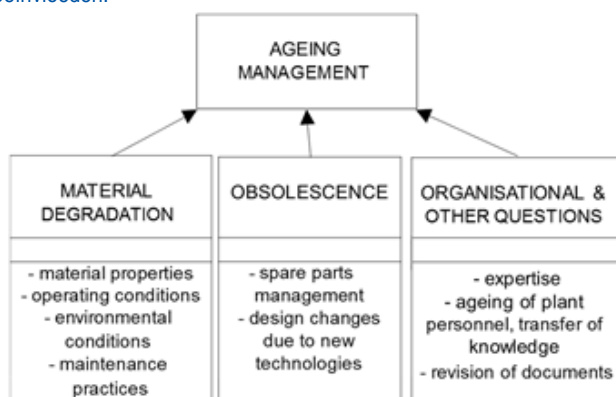 AGEING
MANAGEMENT
MATERIAL
DEGRADATION
OBSOLESCENCE
ORGANISATIONAL &
OTHER QUESTIONS
- material properties
- operating conditions
- environmental
conditions
- maintenance
practices
- spare parts
management
- design changes
due to new
technologies
- expertise
- ageing of plant
personnel, transfer of
knowledge
- revision of documents